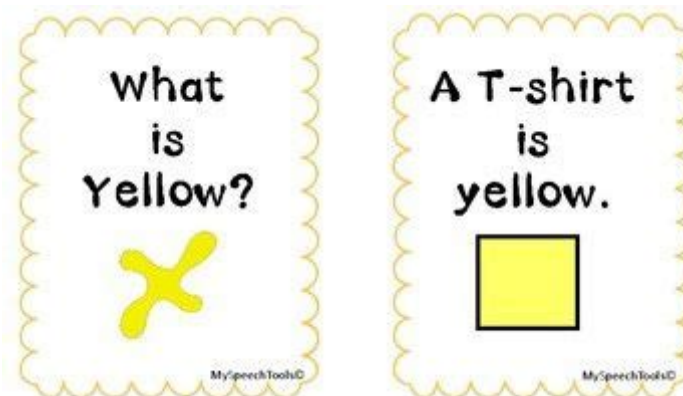 What
is
Yellow?
MySpeechTools©
A T-shirt
is
yellow.
MySpeechTools©